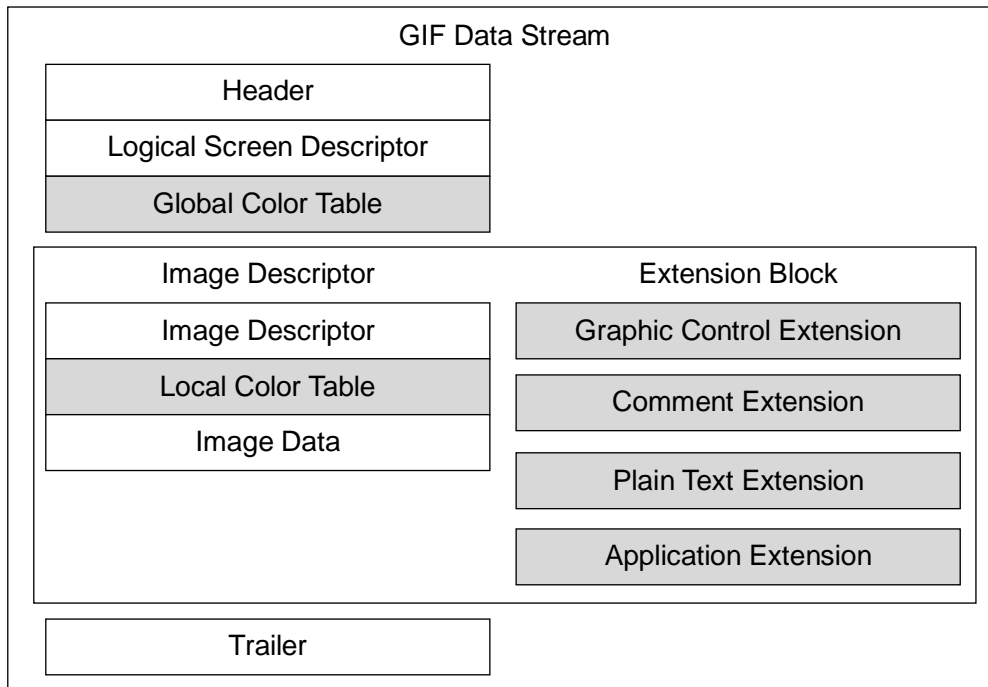 GIF Data Stream
Header
Logical Screen Descriptor
Global Color Table
Image Descriptor
Image Descriptor
Local Color Table
Image Data
Extension Block
Graphic Control Extension
Comment Extension
Plain Text Extension
Application Extension
Trailer